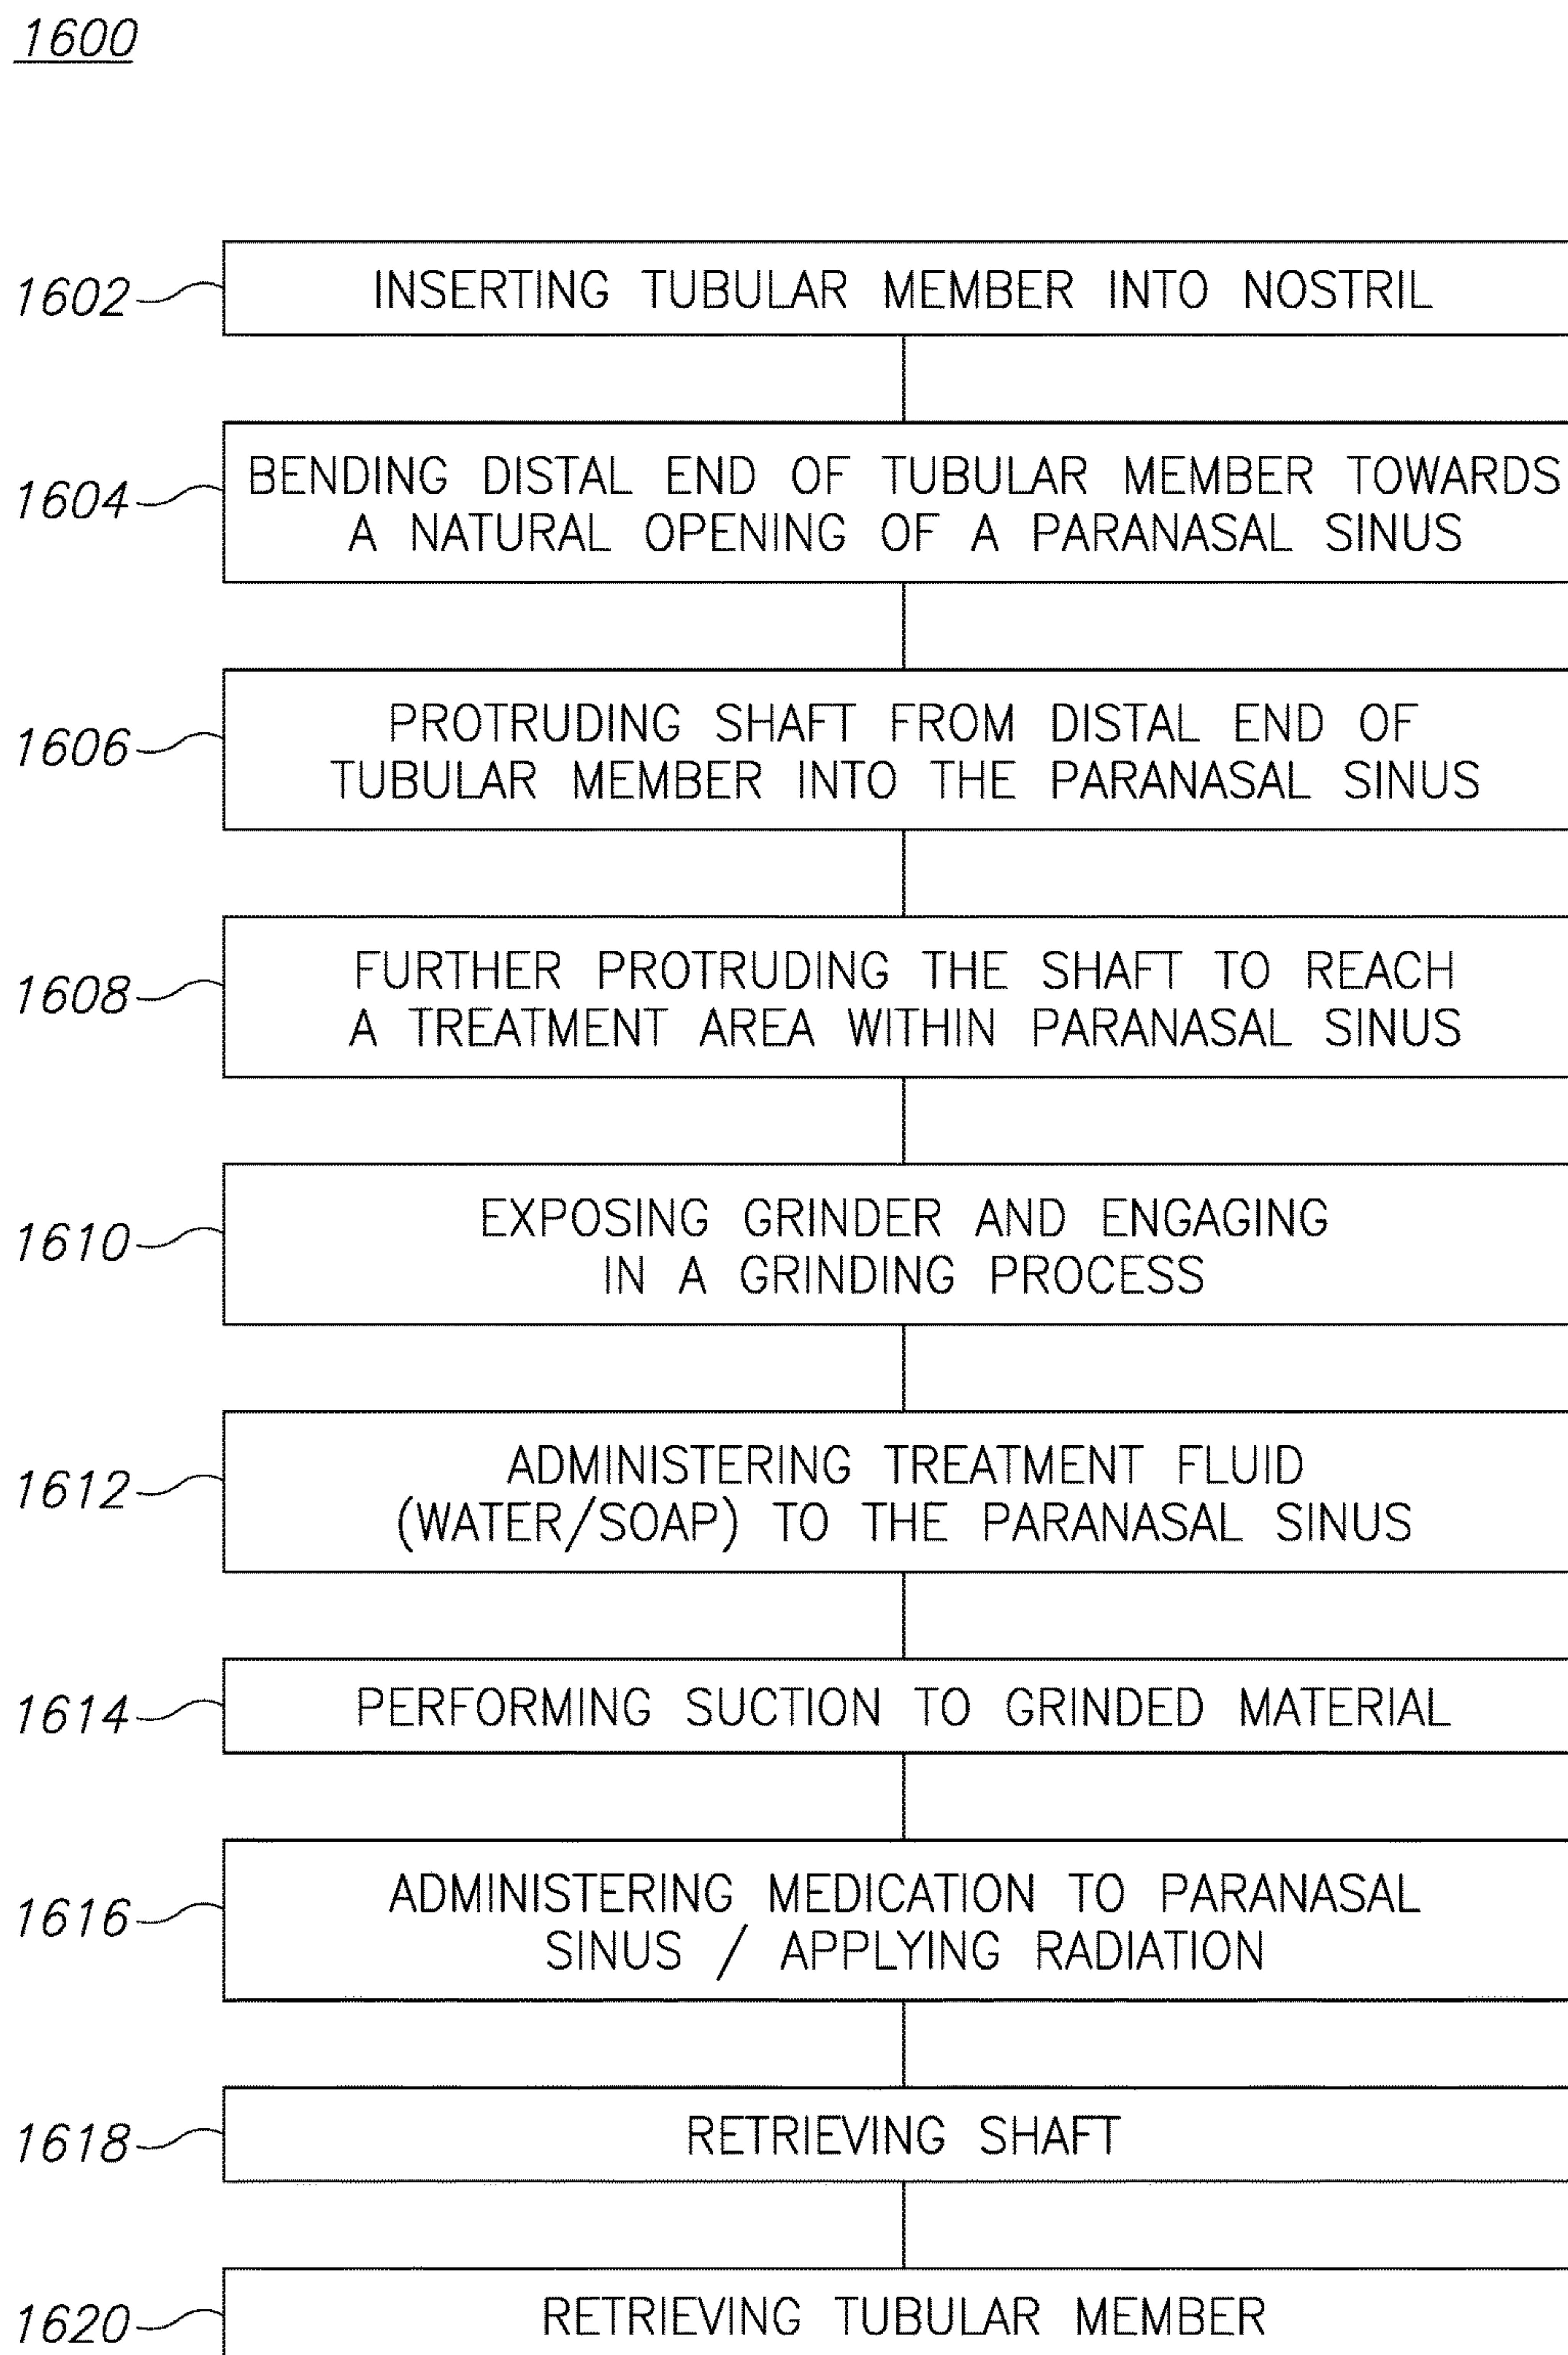 1600
1602
INSERTING TUBULAR MEMBER INTO NOSTRIL
1604
BENDING DISTAL END OF TUBULAR MEMBER TOWARDS
A NATURAL OPENING OF A PARANASAL SINUS
1606
PROTRUDING SHAFT FROM DISTAL END OF
TUBULAR MEMBER INTO THE PARANASAL SINUS
1608
FURTHER PROTRUDING THE SHAFT TO REACH
A TREATMENT AREA WITHIN PARANASAL SINUS
1610
EXPOSING GRINDER AND ENGAGING
IN A GRINDING PROCESS
1612
ADMINISTERING TREATMENT FLUID
(WATER/SOAP) TO THE PARANASAL SINUS
1614
PERFORMING SUCTION TO GRINDED MATERIAL
1616
ADMINISTERING MEDICATION TO PARANASAL
SINUS / APPLYING RADIATION
1618
RETRIEVING SHAFT
1620
RETRIEVING TUBULAR MEMBER